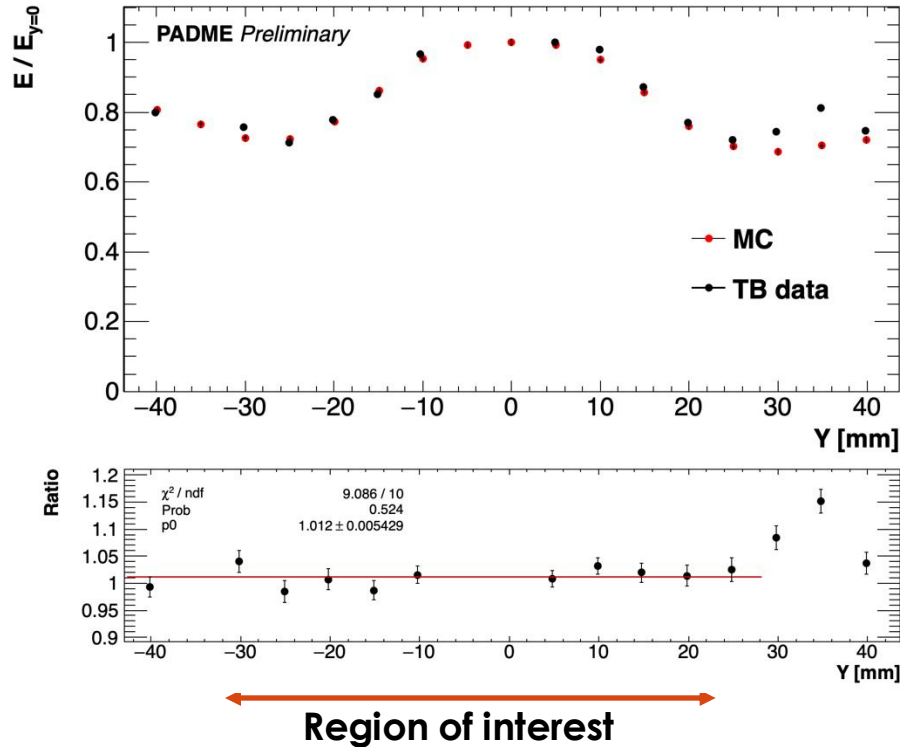 E / E_{y=0}
PADME Preliminary
1
0.8
0.6
0.4
0.2
0
MC
TB data
−40 −30 −20 −10 0 10 20 30 40
Y [mm]
Ratio
1.2
1.15
1.1
1.05
1
0.95
0.9
χ² / ndf 9.086 / 10
Prob 0.524
p0 1.012 ± 0.005429
−40 −30 −20 −10 0 10 20 30 40
Y [mm]
Region of interest